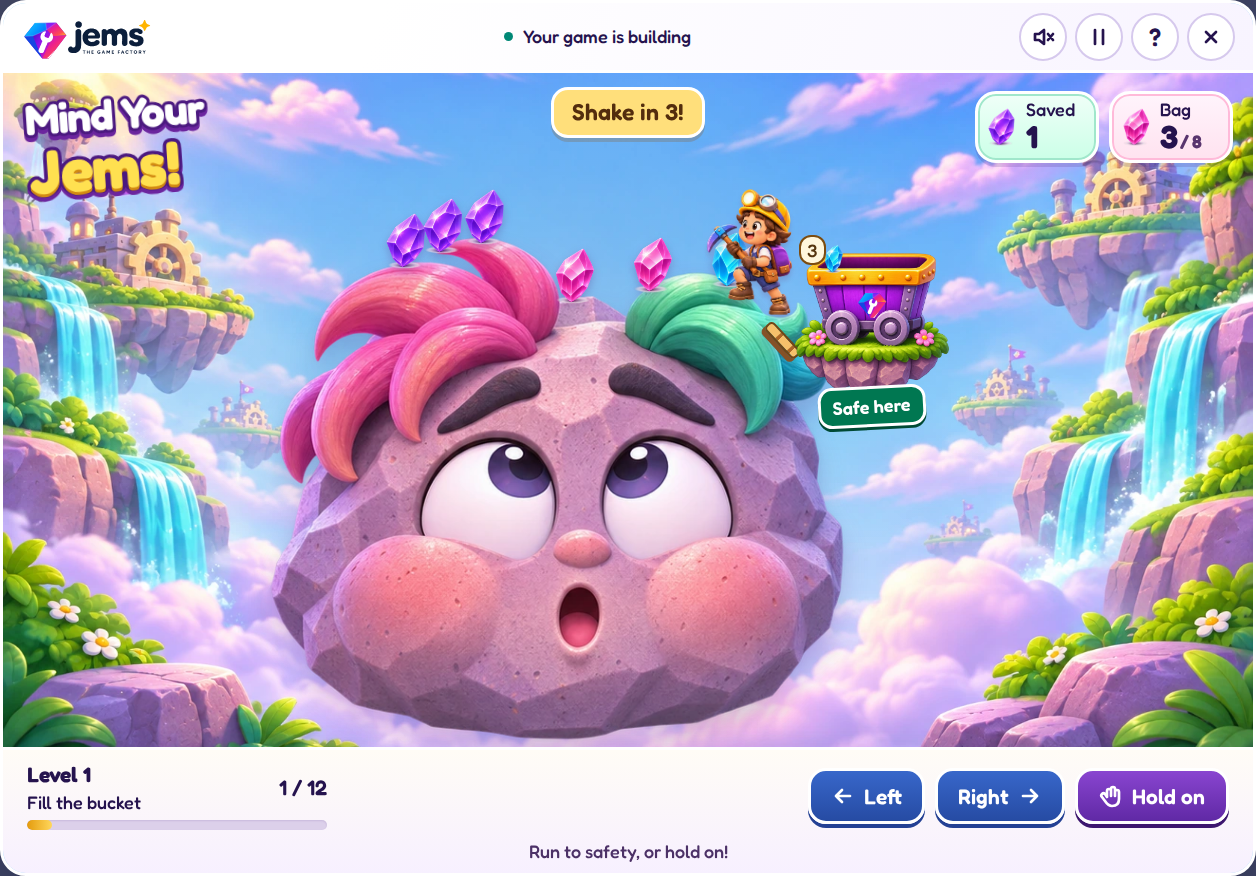 jems
THE GAME FACTORY
Your game is building
?
Mind Your
Jems!
Shake in 3!
Saved
1
Bag
3/8
3
Safe here
Level 1
1 / 12
Fill the bucket
Left
Right
Hold on
Run to safety, or hold on!